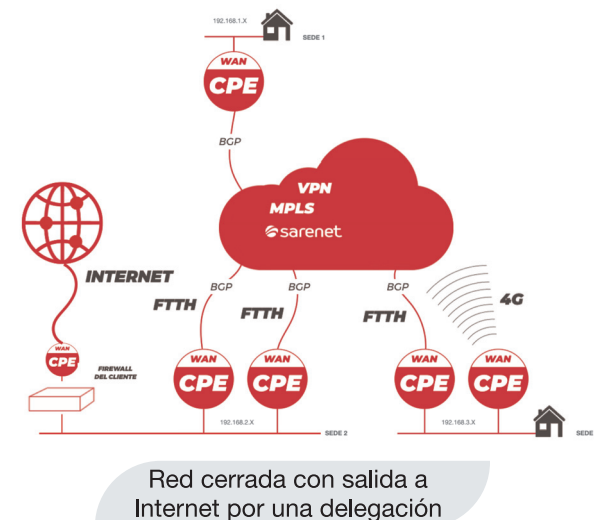 192.168.1.X
SEDE 1
WAN
CPE
BGP
VPN
MPLS
sarenet
INTERNET
BGP
BGP
BGP
FTTH
FTTH
FTTH
4G
WAN
CPE
FIREWALL
DEL CLIENTE
WAN
CPE
WAN
CPE
WAN
CPE
WAN
CPE
192.168.2.X
SEDE 2
192.168.3.X
SEDE
Red cerrada con salida a
Internet por una delegación